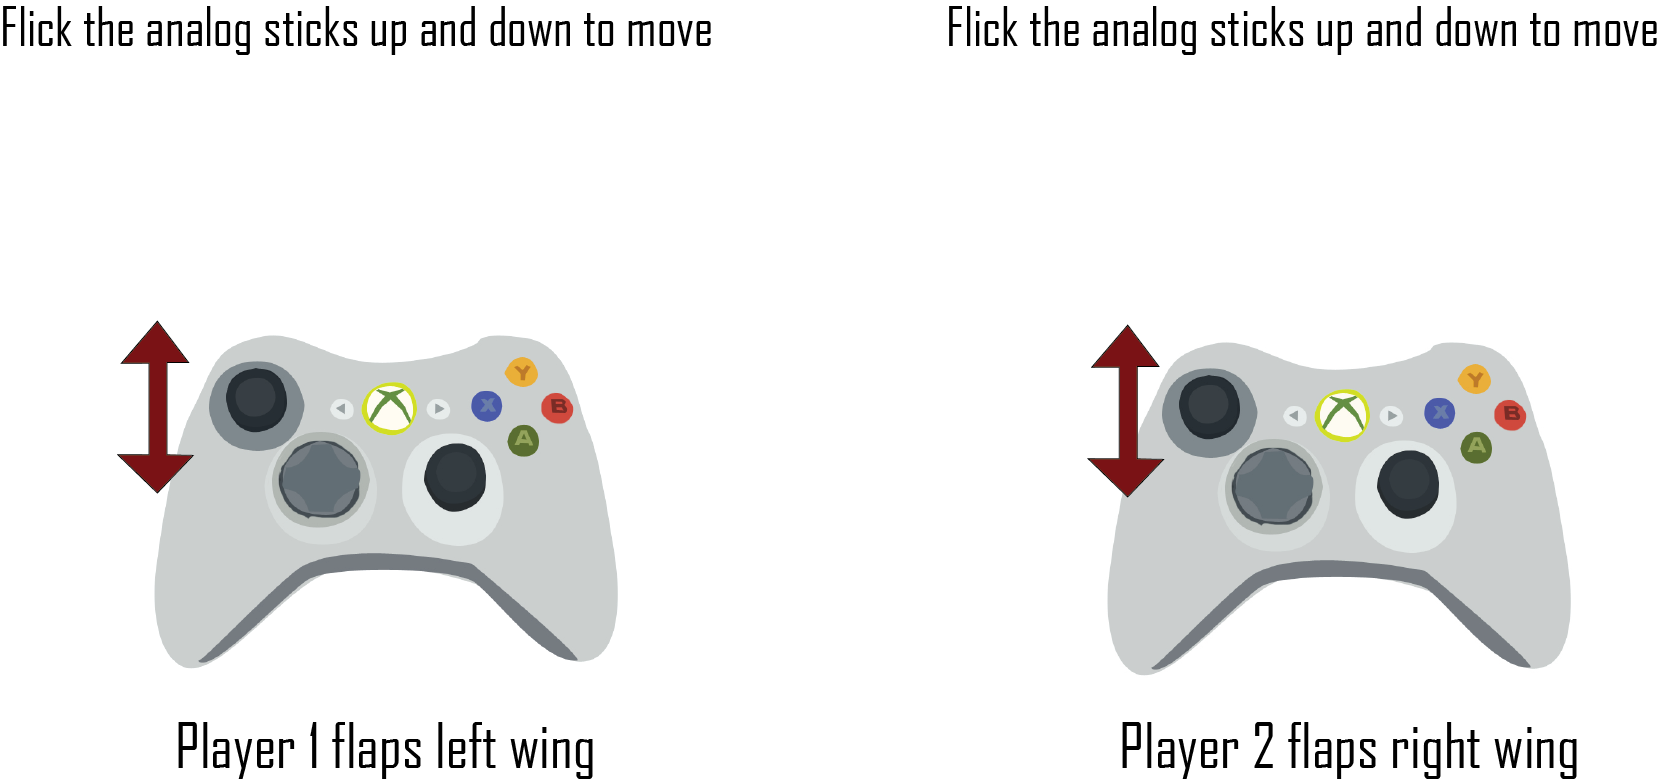 Flick the analog sticks up and down to move
Flick the analog sticks up and down to move
Y
X
B
A
Y
X
B
A
Player 1 flaps left wing
Player 2 flaps right wing